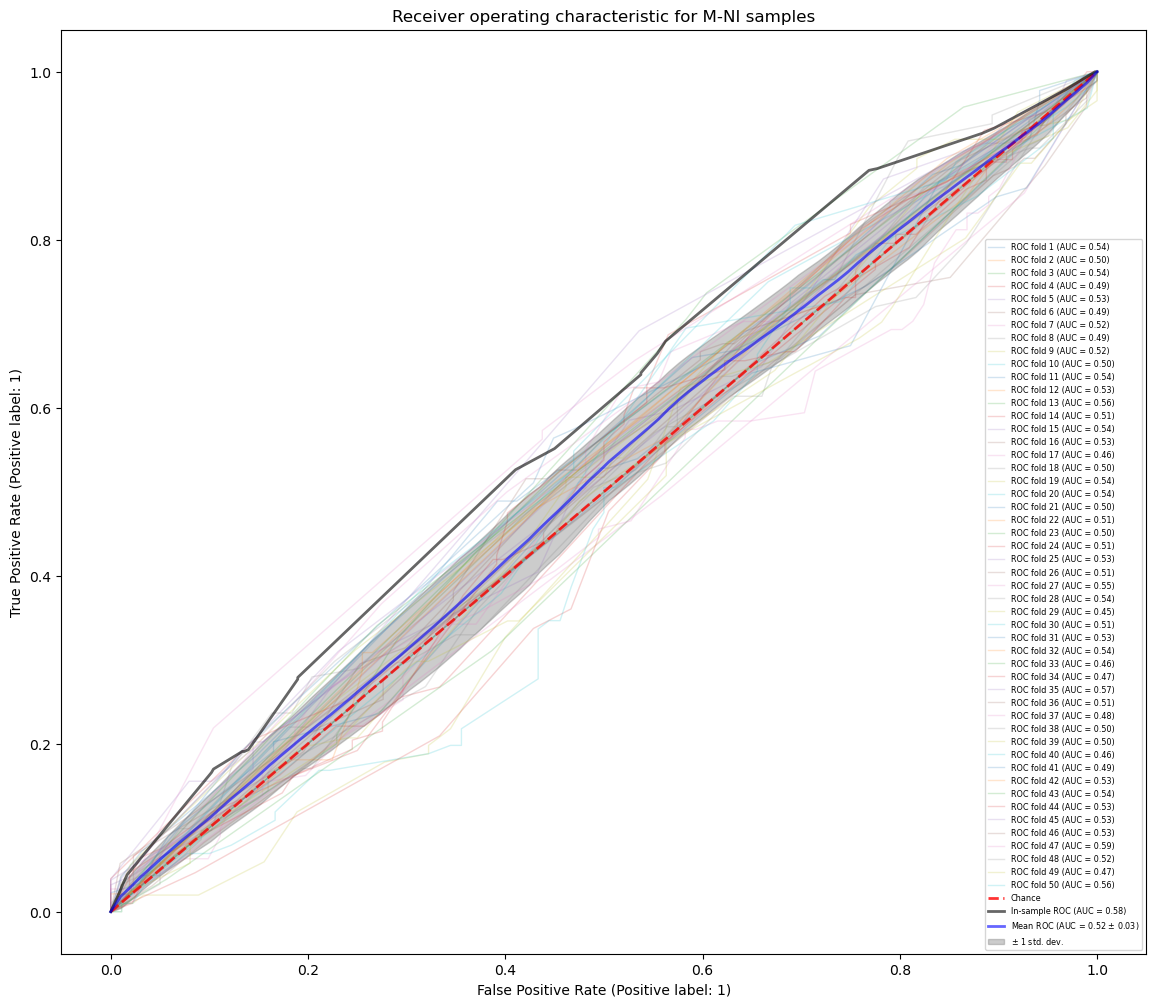 Receiver operating characteristic for M-NI samples
True Positive Rate (Positive label: 1)
1.0
0.8
0.6
0.4
0.2
0.0
0.0
0.2
0.4
0.6
0.8
1.0
False Positive Rate (Positive label: 1)
ROC fold 1 (AUC = 0.54)
ROC fold 2 (AUC = 0.50)
ROC fold 3 (AUC = 0.54)
ROC fold 4 (AUC = 0.49)
ROC fold 5 (AUC = 0.53)
ROC fold 6 (AUC = 0.49)
ROC fold 7 (AUC = 0.52)
ROC fold 8 (AUC = 0.49)
ROC fold 9 (AUC = 0.52)
ROC fold 10 (AUC = 0.50)
ROC fold 11 (AUC = 0.54)
ROC fold 12 (AUC = 0.53)
ROC fold 13 (AUC = 0.56)
ROC fold 14 (AUC = 0.51)
ROC fold 15 (AUC = 0.54)
ROC fold 16 (AUC = 0.53)
ROC fold 17 (AUC = 0.46)
ROC fold 18 (AUC = 0.50)
ROC fold 19 (AUC = 0.54)
ROC fold 20 (AUC = 0.54)
ROC fold 21 (AUC = 0.50)
ROC fold 22 (AUC = 0.51)
ROC fold 23 (AUC = 0.50)
ROC fold 24 (AUC = 0.51)
ROC fold 25 (AUC = 0.53)
ROC fold 26 (AUC = 0.51)
ROC fold 27 (AUC = 0.55)
ROC fold 28 (AUC = 0.54)
ROC fold 29 (AUC = 0.45)
ROC fold 30 (AUC = 0.51)
ROC fold 31 (AUC = 0.53)
ROC fold 32 (AUC = 0.54)
ROC fold 33 (AUC = 0.46)
ROC fold 34 (AUC = 0.47)
ROC fold 35 (AUC = 0.57)
ROC fold 36 (AUC = 0.51)
ROC fold 37 (AUC = 0.48)
ROC fold 38 (AUC = 0.50)
ROC fold 39 (AUC = 0.50)
ROC fold 40 (AUC = 0.46)
ROC fold 41 (AUC = 0.49)
ROC fold 42 (AUC = 0.53)
ROC fold 43 (AUC = 0.54)
ROC fold 44 (AUC = 0.53)
ROC fold 45 (AUC = 0.53)
ROC fold 46 (AUC = 0.53)
ROC fold 47 (AUC = 0.59)
ROC fold 48 (AUC = 0.52)
ROC fold 49 (AUC = 0.47)
ROC fold 50 (AUC = 0.56)
Chance
In-sample ROC (AUC = 0.58)
Mean ROC (AUC = 0.52 ± 0.03)
± 1 std. dev.